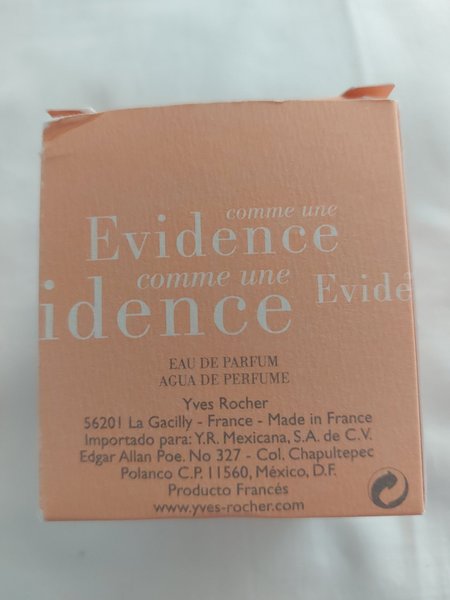 comme une
Evidence
comme une
idence Evidé
EAU DE PARFUM
AGUA DE PERFUME
Yves Rocher
56201 La Gacilly - France - Made in France
Importado para: Y.R. Mexicana, S.A. de C.V.
Edgar Allan Poe. No 327 - Col. Chapultepec
Polanco C.P. 11560, México, D.F.
Producto Francés
www.yves-rocher.com